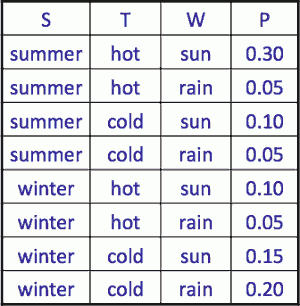 S T W P
summer hot sun 0.30
summer hot rain 0.05
summer cold sun 0.10
summer cold rain 0.05
winter hot sun 0.10
winter hot rain 0.05
winter cold sun 0.15
winter cold rain 0.20